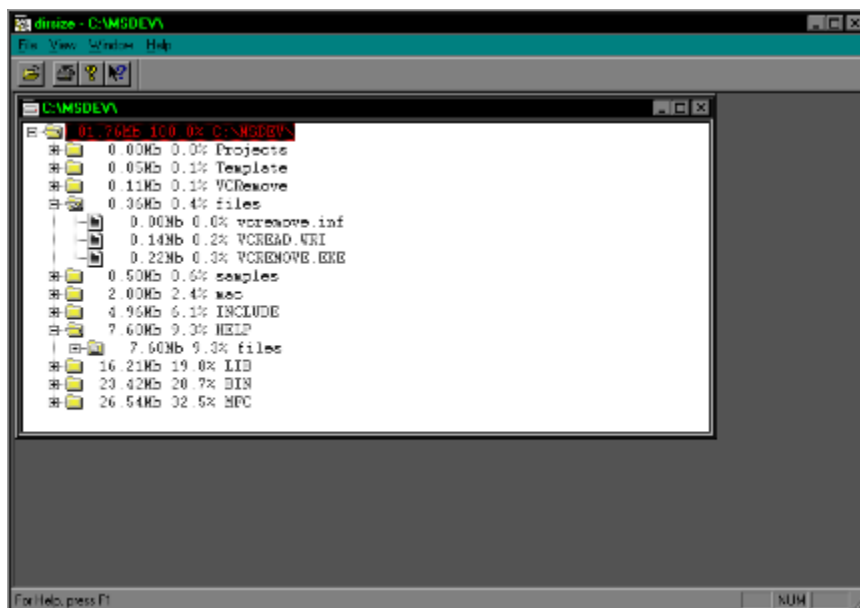 dirsize - C:\MSDEV\
File View Window Help
C:\MSDEV\
81.76Mb 100.0% C:\MSDEV\
0.00Mb 0.0% Projects
0.05Mb 0.1% Template
0.11Mb 0.1% VCRemove
0.36Mb 0.4% files
0.00Mb 0.0% vcremove.inf
0.14Mb 0.2% VCREAD.WRI
0.22Mb 0.3% VCREMOVE.EXE
0.50Mb 0.6% samples
2.00Mb 2.4% mac
4.96Mb 6.1% INCLUDE
7.60Mb 9.3% HELP
7.60Mb 9.3% files
16.21Mb 19.8% LIB
23.42Mb 28.7% BIN
26.54Mb 32.5% MFC
For Help, press F1
NUM